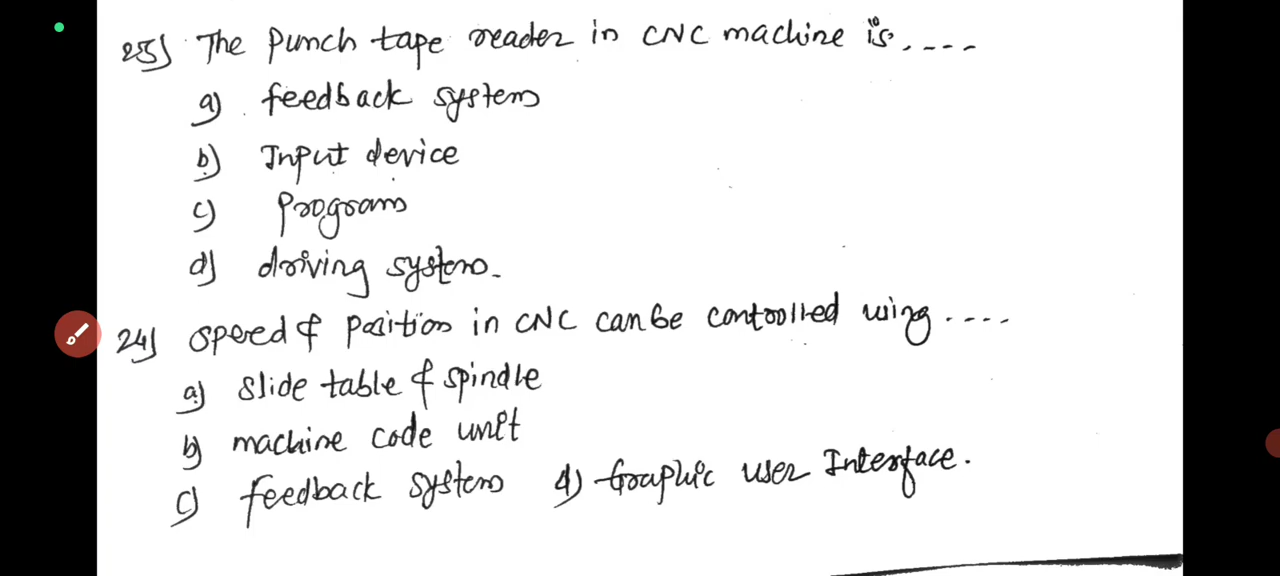 25) The Punch tape reader in CNC machine is....
a) feedback system
b) Input device
c) Program
d) driving system.
24) speed & position in CNC can be controlled using ....
a) slide table & spindle
b) machine code unit
c) feedback system d) Graphic user Interface.